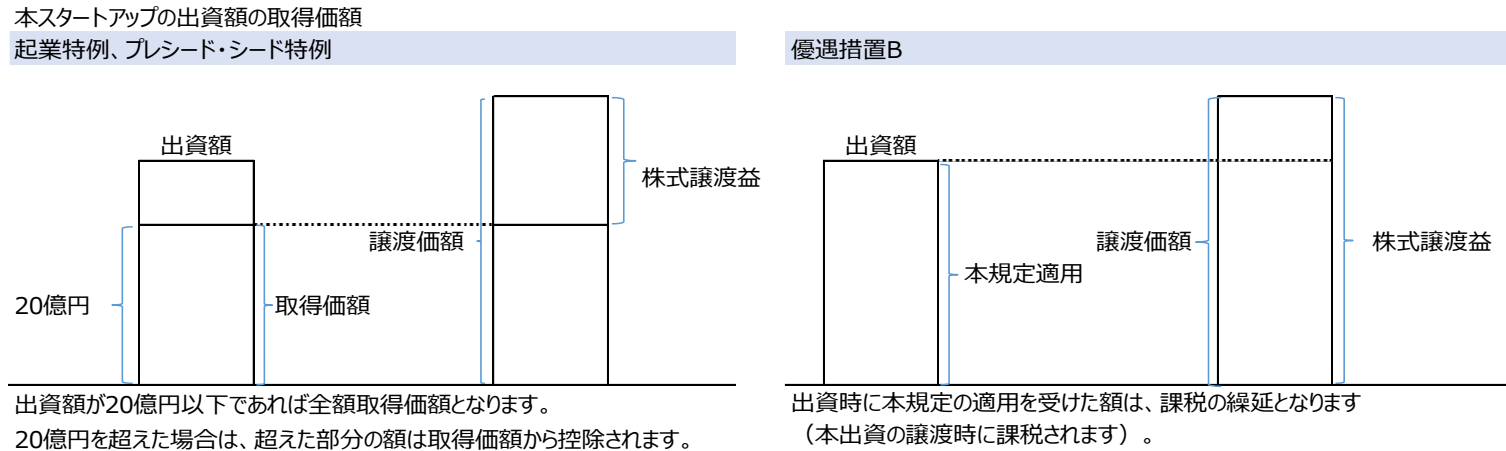 本スタートアップの出資額の取得価額
起業特例、プレシード・シード特例
出資額
株式譲渡益
譲渡価額
20億円
取得価額
出資額が20億円以下であれば全額取得価額となります。
20億円を超えた場合は、超えた部分の額は取得価額から控除されます。
優遇措置B
出資額
譲渡価額
株式譲渡益
本規定適用
出資時に本規定の適用を受けた額は、課税の繰延となります
（本出資の譲渡時に課税されます）。